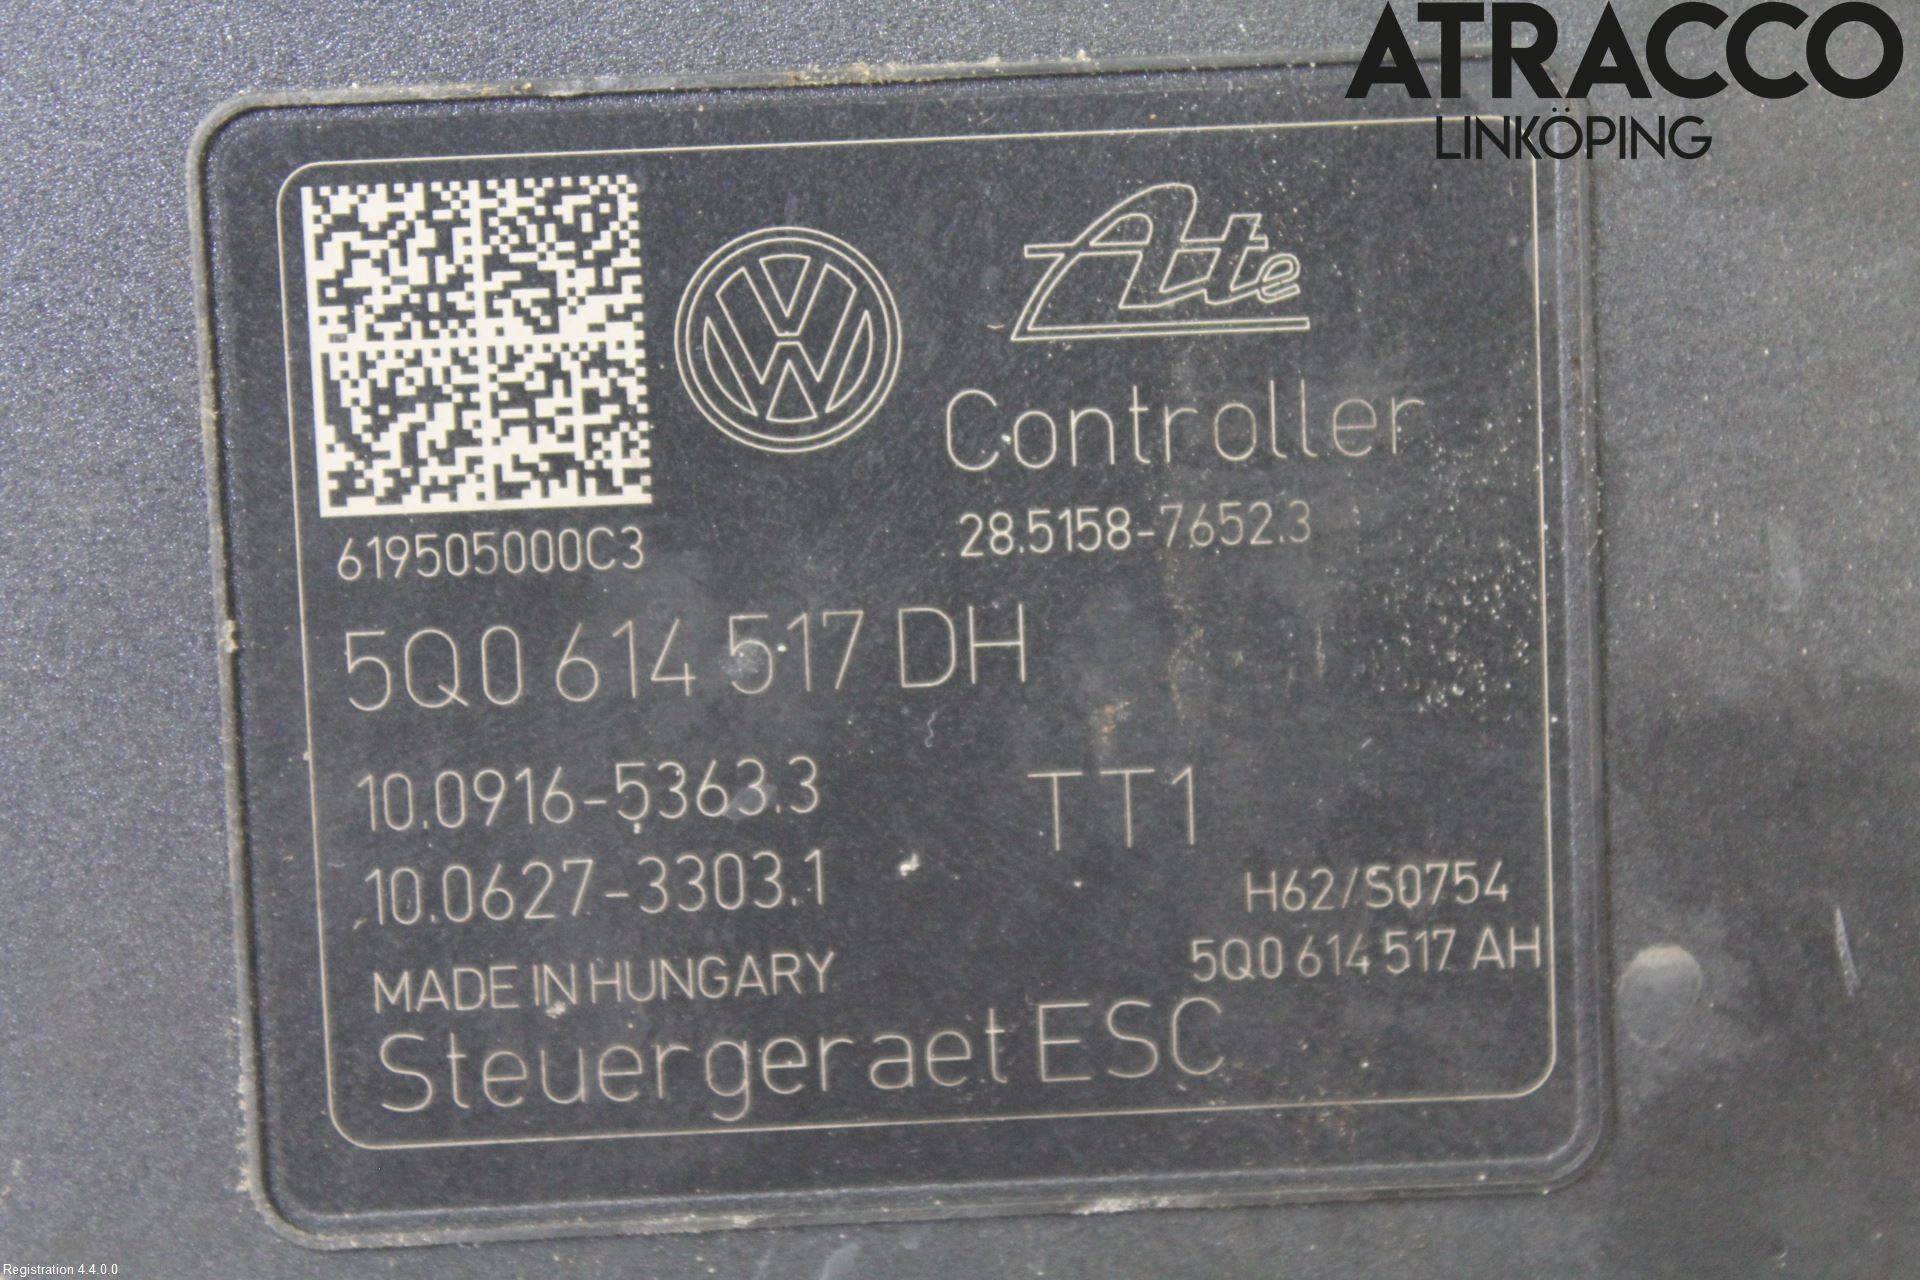 ATRACCO
LINKÖPING
Ate
Controller
28.5158-7652.3
619505000C3
5Q0 614 517 DH
10.0916-5363.3
TT1
10.0627-3303.1
H62/S0754
5Q0 614 517 AH
MADE IN HUNGARY
Steuergeraet ESC
Registration 4.4.0.0